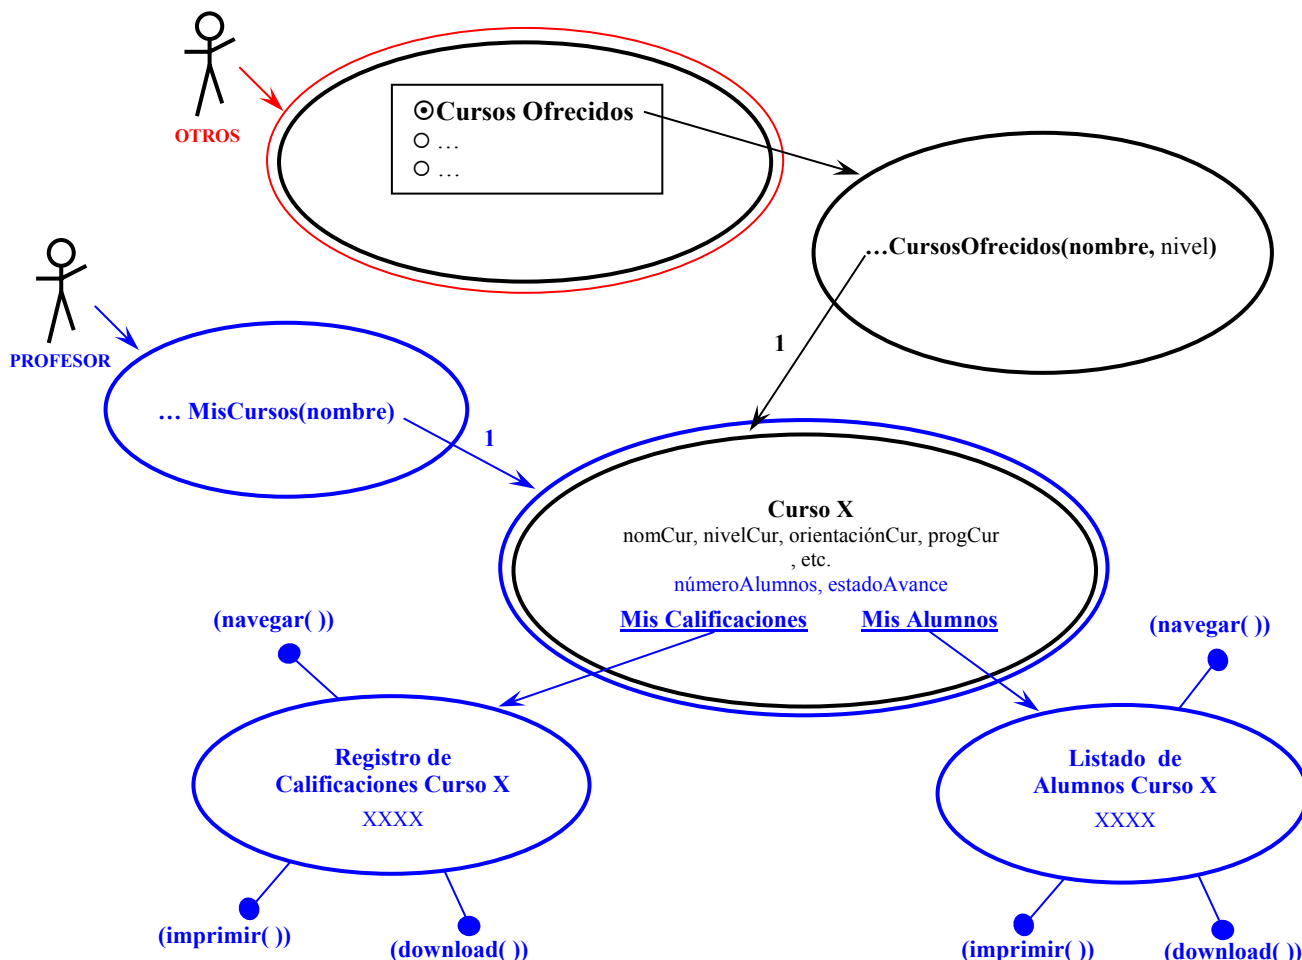 OTROS
Cursos Ofrecidos
...
...
...CursosOfrecidos(nombre, nivel)
1
PROFESOR
... MisCursos(nombre)
1
Curso X
nomCur, nivelCur, orientaciónCur, progCur
, etc.
númeroAlumnos, estadoAvance
Mis Calificaciones
Mis Alumnos
(navegar( ))
(navegar( ))
Registro de
Calificaciones Curso X
XXXX
Listado de
Alumnos Curso X
XXXX
(imprimir( ))
(download( ))
(imprimir( ))
(download( ))